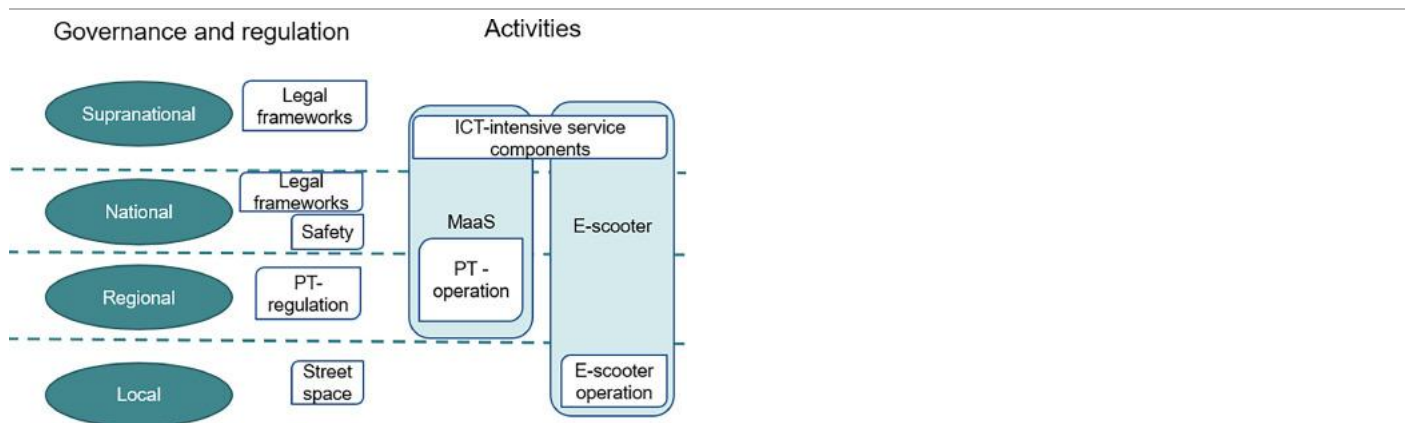 Governance and regulation
Activities
Supranational
Legal
frameworks
ICT-intensive service
components
National
Legal
frameworks
Safety
MaaS
E-scooter
Regional
PT-
regulation
PT -
operation
Local
Street
space
E-scooter
operation